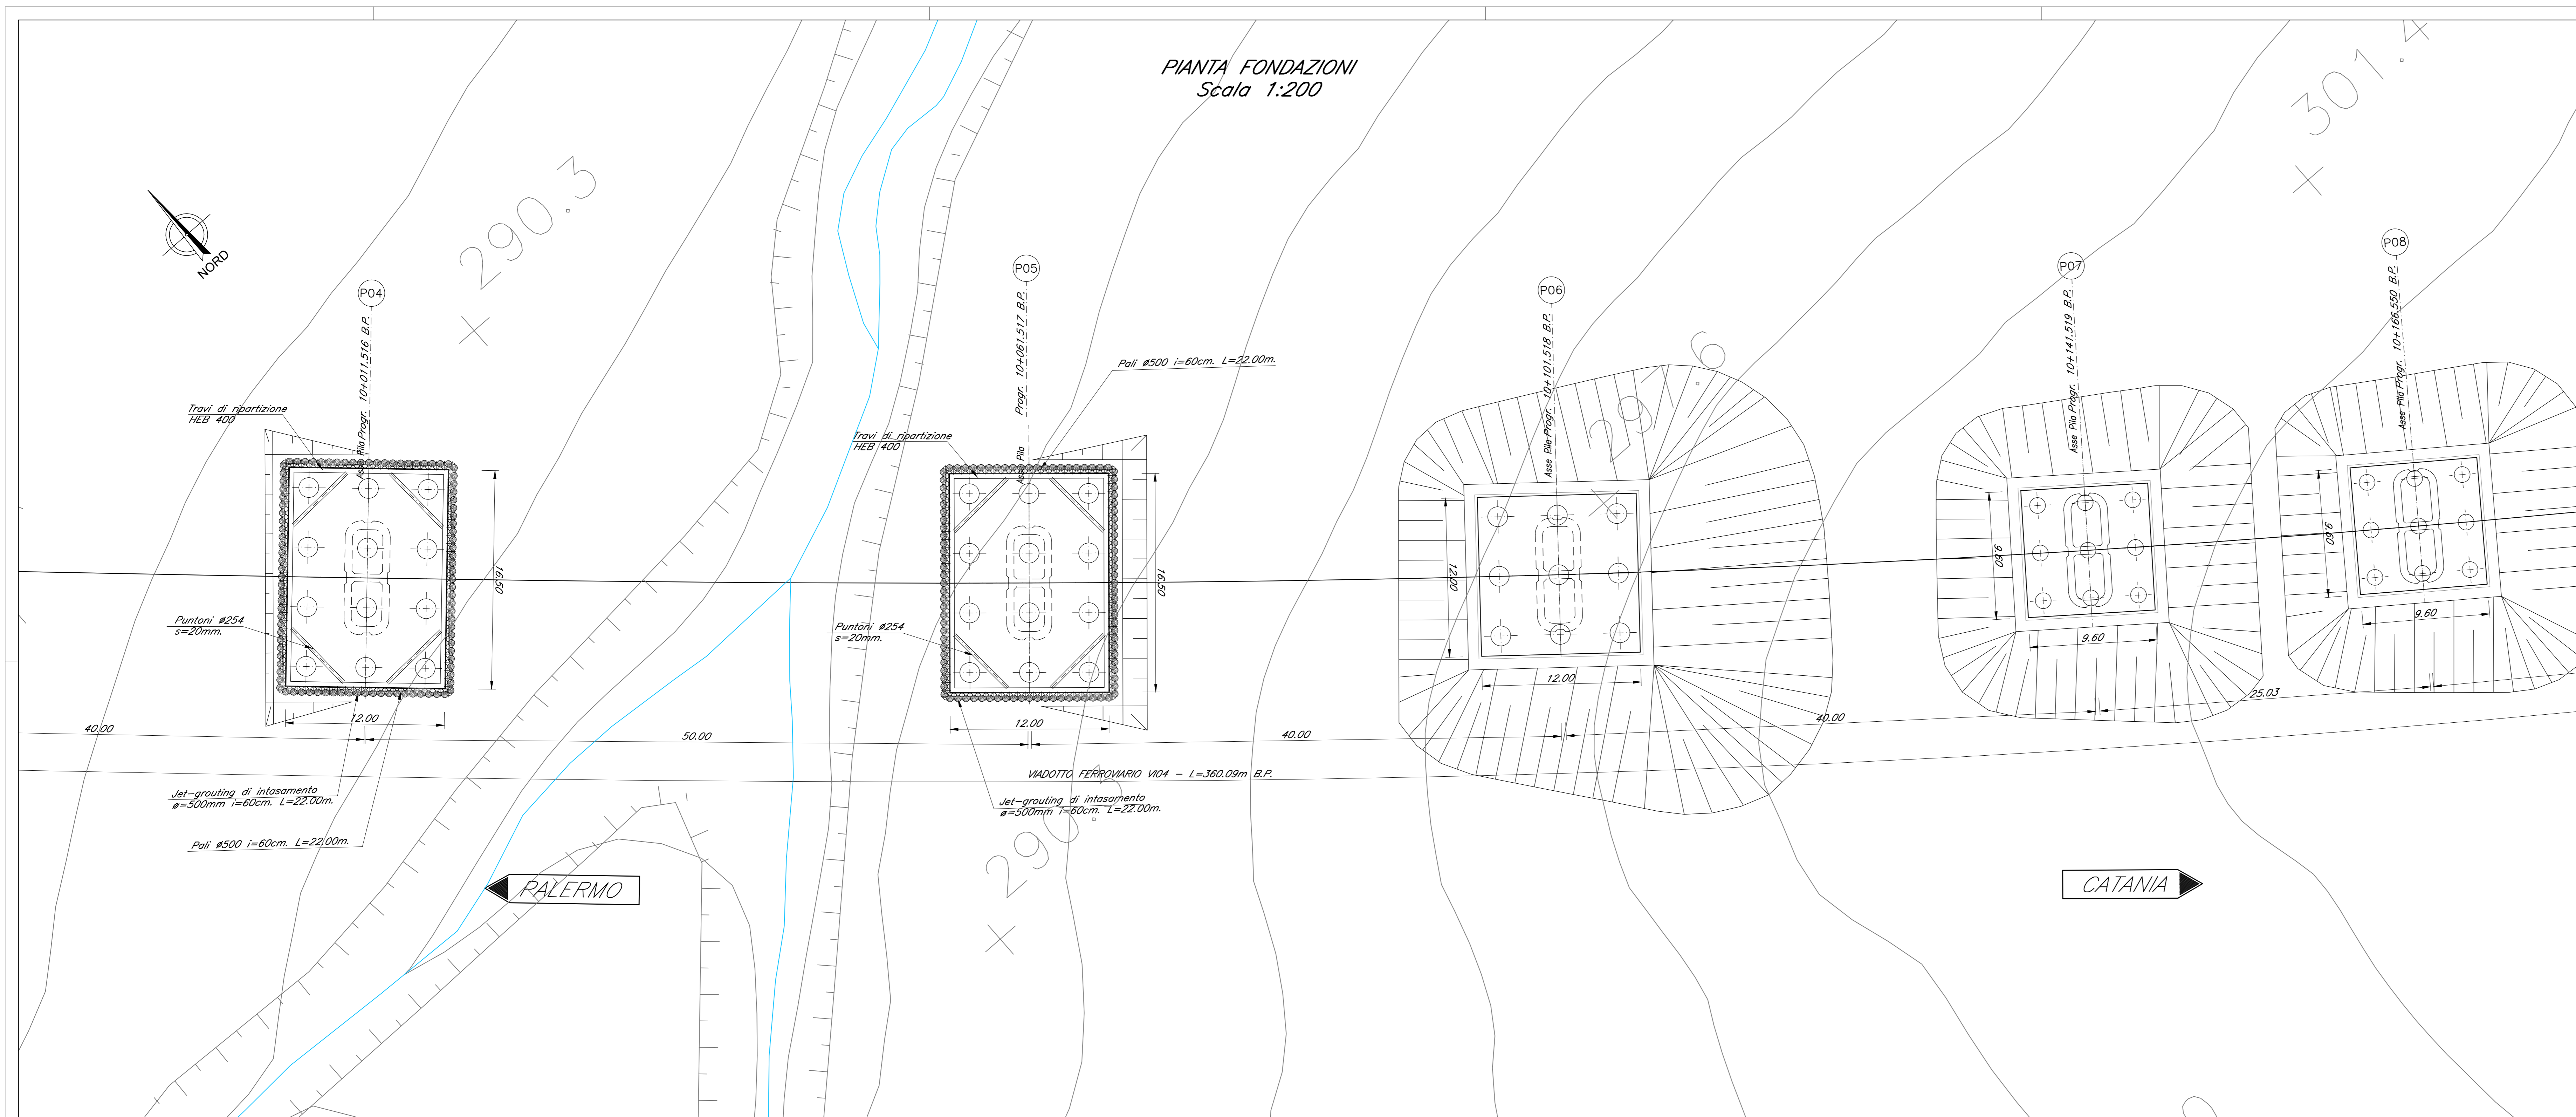 PIANTA FONDAZIONI
Scala 1:200
NORD
290.3
301.4
P04
Asse Pila Progr. 10+011.516 B.P.
P05
Asse Pila Progr. 10+061.517 B.P.
P06
Asse Pila Progr. 10+101.518 B.P.
P07
Asse Pila Progr. 10+141.519 B.P.
P08
Asse Pila Progr. 10+166.550 B.P.
Travi di ripartizione
HEB 400
Travi di ripartizione
HEB 400
Pali ø500 i=60cm. L=22.00m.
16.50
16.50
12.00
9.60
9.60
Puntoni ø254
s=20mm.
Puntoni ø254
s=20mm.
12.00
12.00
12.00
9.60
9.60
40.00
50.00
40.00
40.00
25.03
VIADOTTO FERROVIARIO VI04 - L=360.09m B.P.
Jet-grouting di intasamento
ø=500mm i=60cm. L=22.00m.
Jet-grouting di intasamento
ø=500mm i=60cm. L=22.00m.
Pali ø500 i=60cm. L=22.00m.
PALERMO
CATANIA